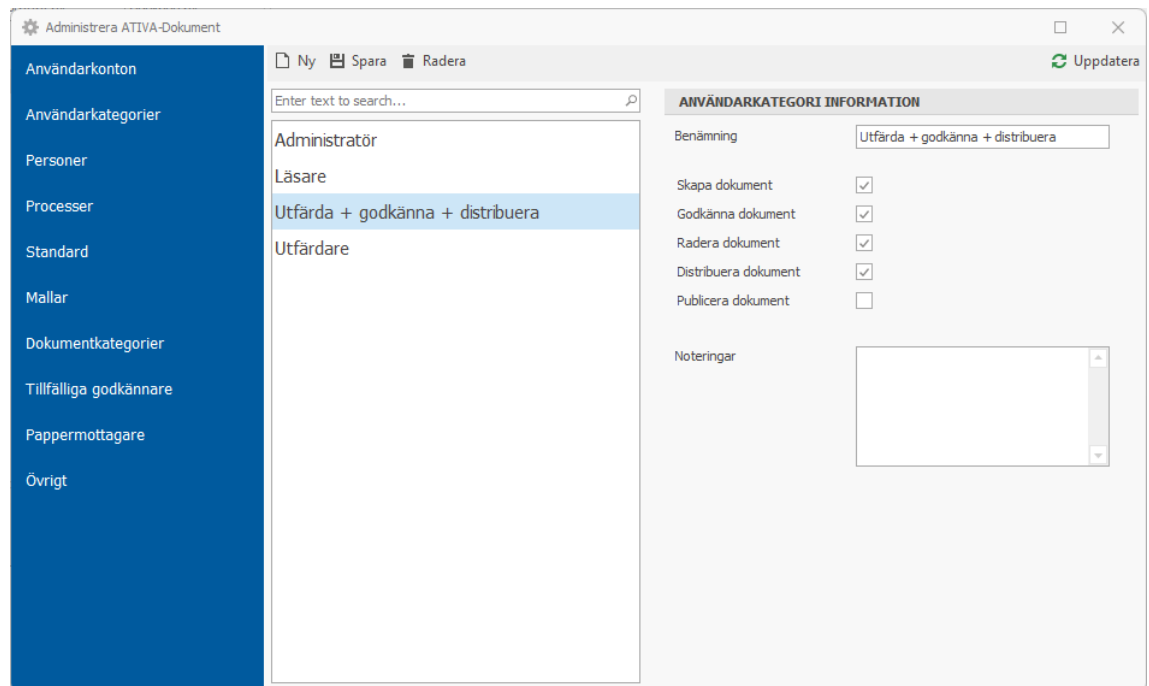 Administrera ATIVA-Dokument
Användarkonton
Användarkategorier
Personer
Processer
Standard
Mallar
Dokumentkategorier
Tillfälliga godkännare
Pappermottagare
Övrigt
Ny Spara Radera Uppdatera
Enter text to search...
Administratör
Läsare
Utfärda + godkänna + distribuera
Utfärdare
ANVÄNDARKATEGORI INFORMATION
Benämning Utfärda + godkänna + distribuera
Skapa dokument
Godkänna dokument
Radera dokument
Distribuera dokument
Publicera dokument
Noteringar